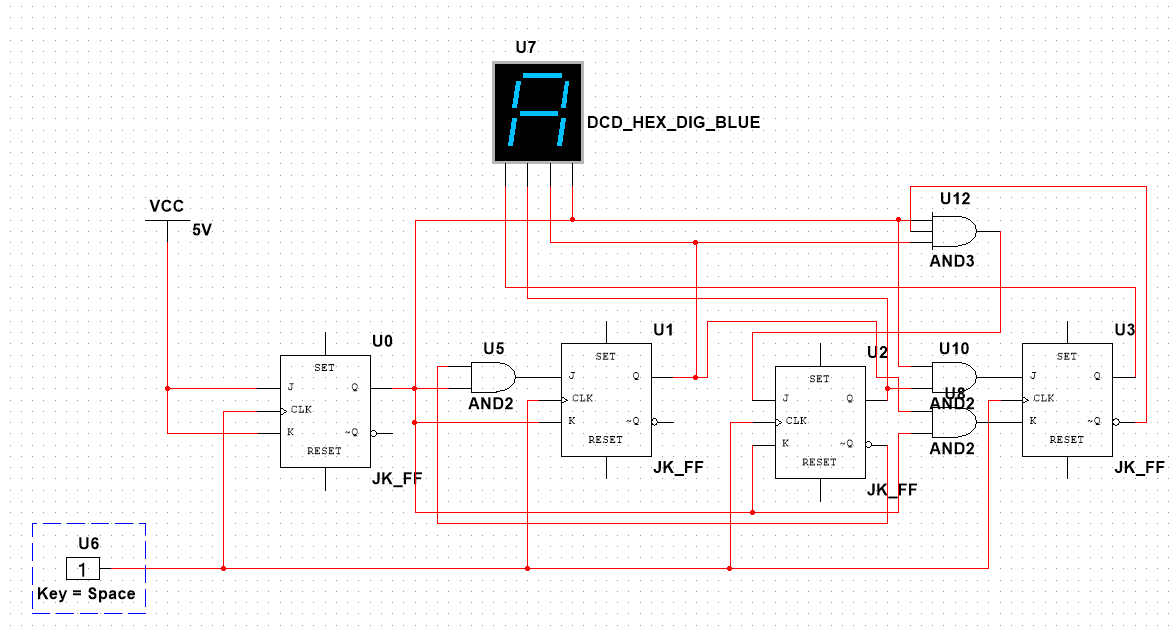 U7
A
DCD_HEX_DIG_BLUE
VCC
5V
U12
AND3
U0
SET
J
Q
CLK
K
~Q
RESET
JK_FF
U5
AND2
U1
SET
J
Q
CLK
K
~Q
RESET
JK_FF
U2
SET
J
Q
CLK
K
~Q
RESET
JK_FF
U10
AND2
U8
AND2
U3
SET
J
Q
CLK
K
~Q
RESET
JK_FF
U6
1
Key = Space